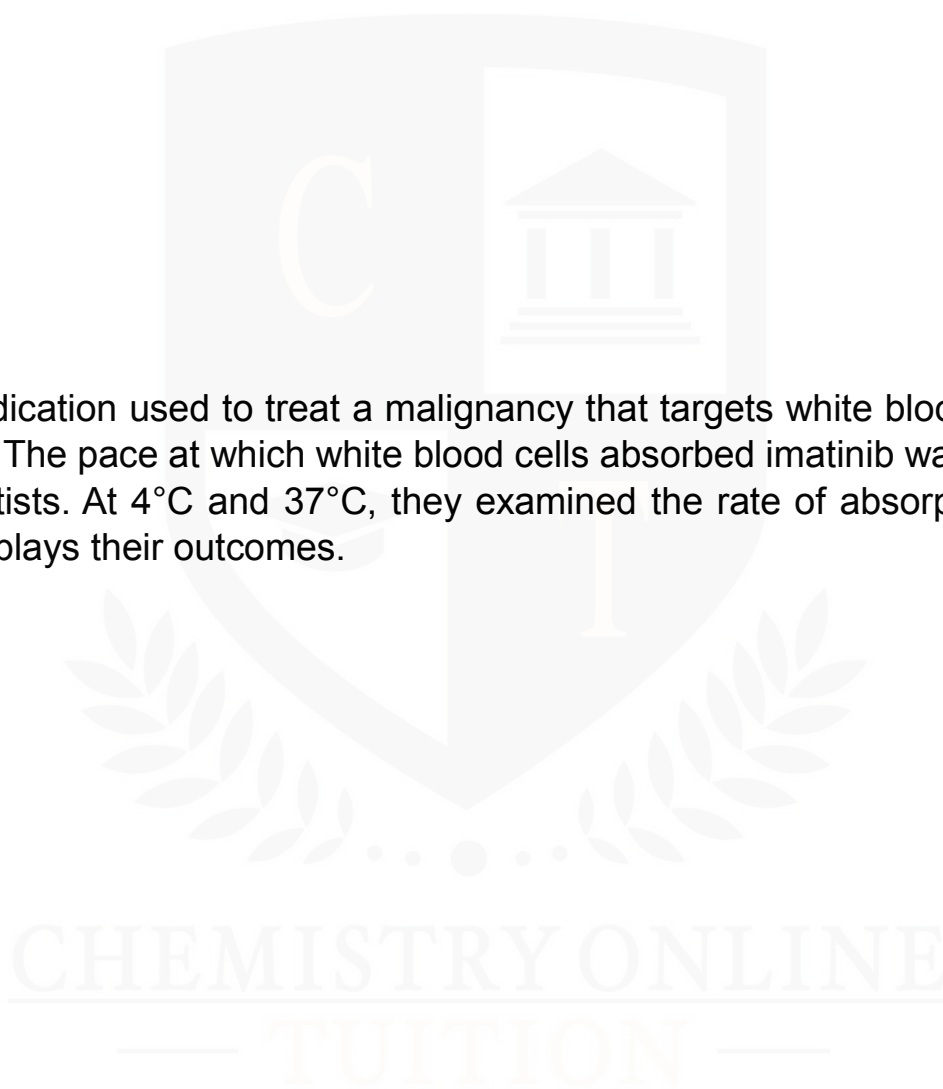 C
dication used to treat a malignancy that targets white bloo
The pace at which white blood cells absorbed imatinib wa
tists. At 4°C and 37°C, they examined the rate of absorp
plays their outcomes.
T
CHEMISTRY ONLINE
TUITION